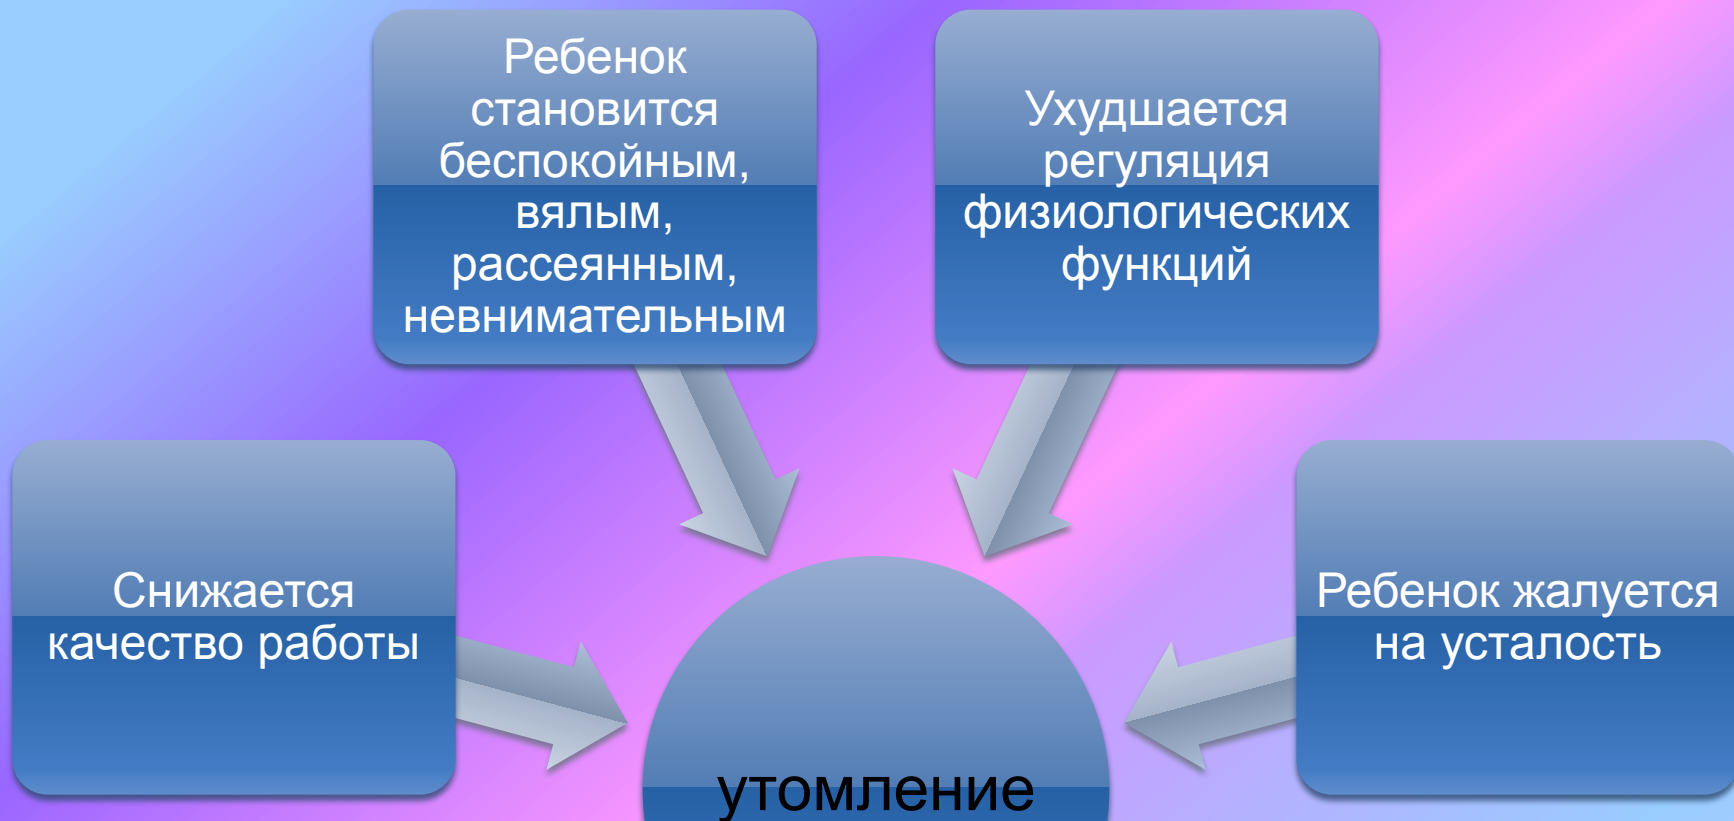 Ребенок
становится
беспокойным,
вялым,
рассеянным,
невнимательным
Ухудшается
регуляция
физиологических
функций
Снижается
качество работы
Ребенок жалуется
на усталость
утомление